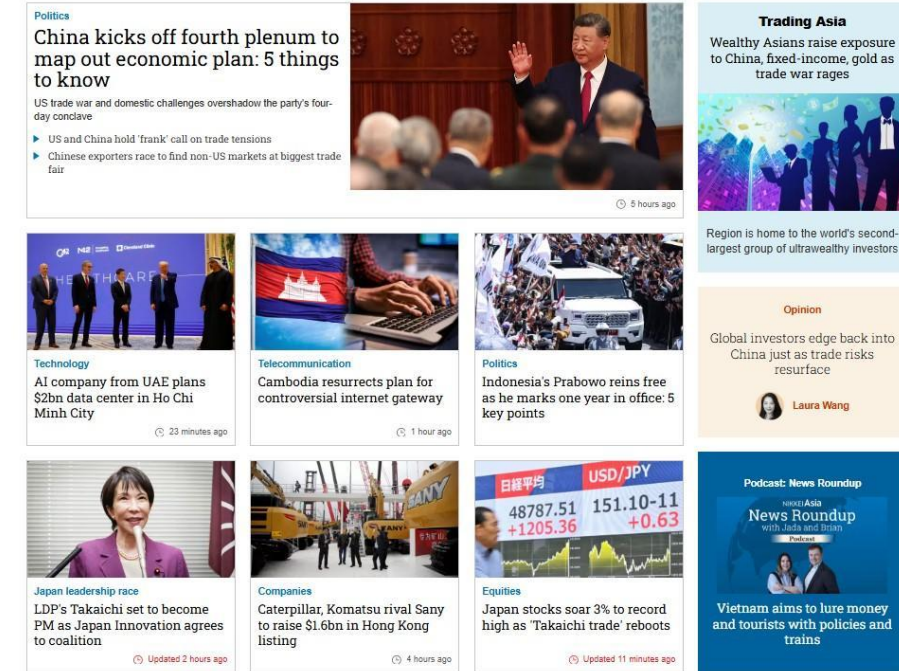 Politics
China kicks off fourth plenum to
map out economic plan: 5 things
to know
US trade war and domestic challenges overshadow the party's four-
day conclave
US and China hold 'frank' call on trade tensions
Chinese exporters race to find non-US markets at biggest trade
fair
5 hours ago
Trading Asia
Wealthy Asians raise exposure
to China, fixed-income, gold as
trade war rages
Region is home to the world's second-
largest group of ultrawealthy investors
Opinion
Global investors edge back into
China just as trade risks
resurface
Laura Wang
G42 M42 Cleveland Clinic
HEALTHCARE
Technology
AI company from UAE plans
$2bn data center in Ho Chi
Minh City
23 minutes ago
Telecommunication
Cambodia resurrects plan for
controversial internet gateway
1 hour ago
Politics
Indonesia's Prabowo reins free
as he marks one year in office: 5
key points
Japan leadership race
LDP's Takaichi set to become
PM as Japan Innovation agrees
to coalition
Updated 2 hours ago
SANY
SANY
Companies
Caterpillar, Komatsu rival Sany
to raise $1.6bn in Hong Kong
listing
4 hours ago
日経平均 USD/JPY
48787.51 151.10-11
+1205.36 +0.63
Equities
Japan stocks soar 3% to record
high as 'Takaichi trade' reboots
Updated 11 minutes ago
Podcast: News Roundup
NIKKEI Asia
News Roundup
with Jada and Brian
Podcast
Vietnam aims to lure money
and tourists with policies and
trains